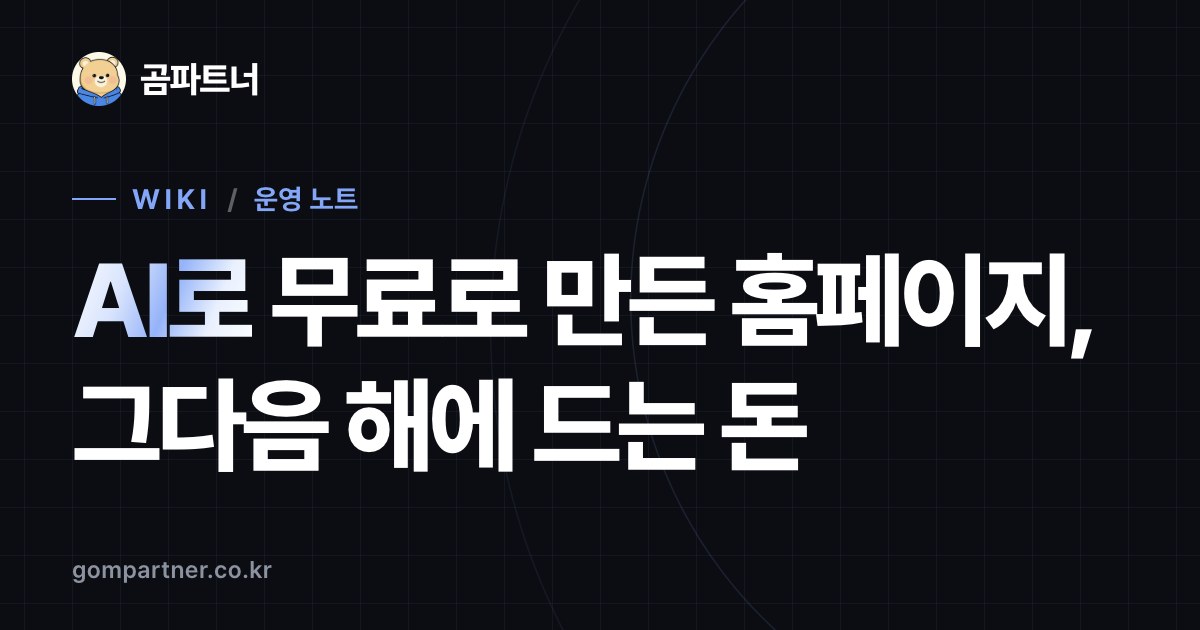 곰파트너
WIKI / 운영 노트
AI로 무료로 만든 홈페이지,
그다음 해에 드는 돈
gompartner.co.kr